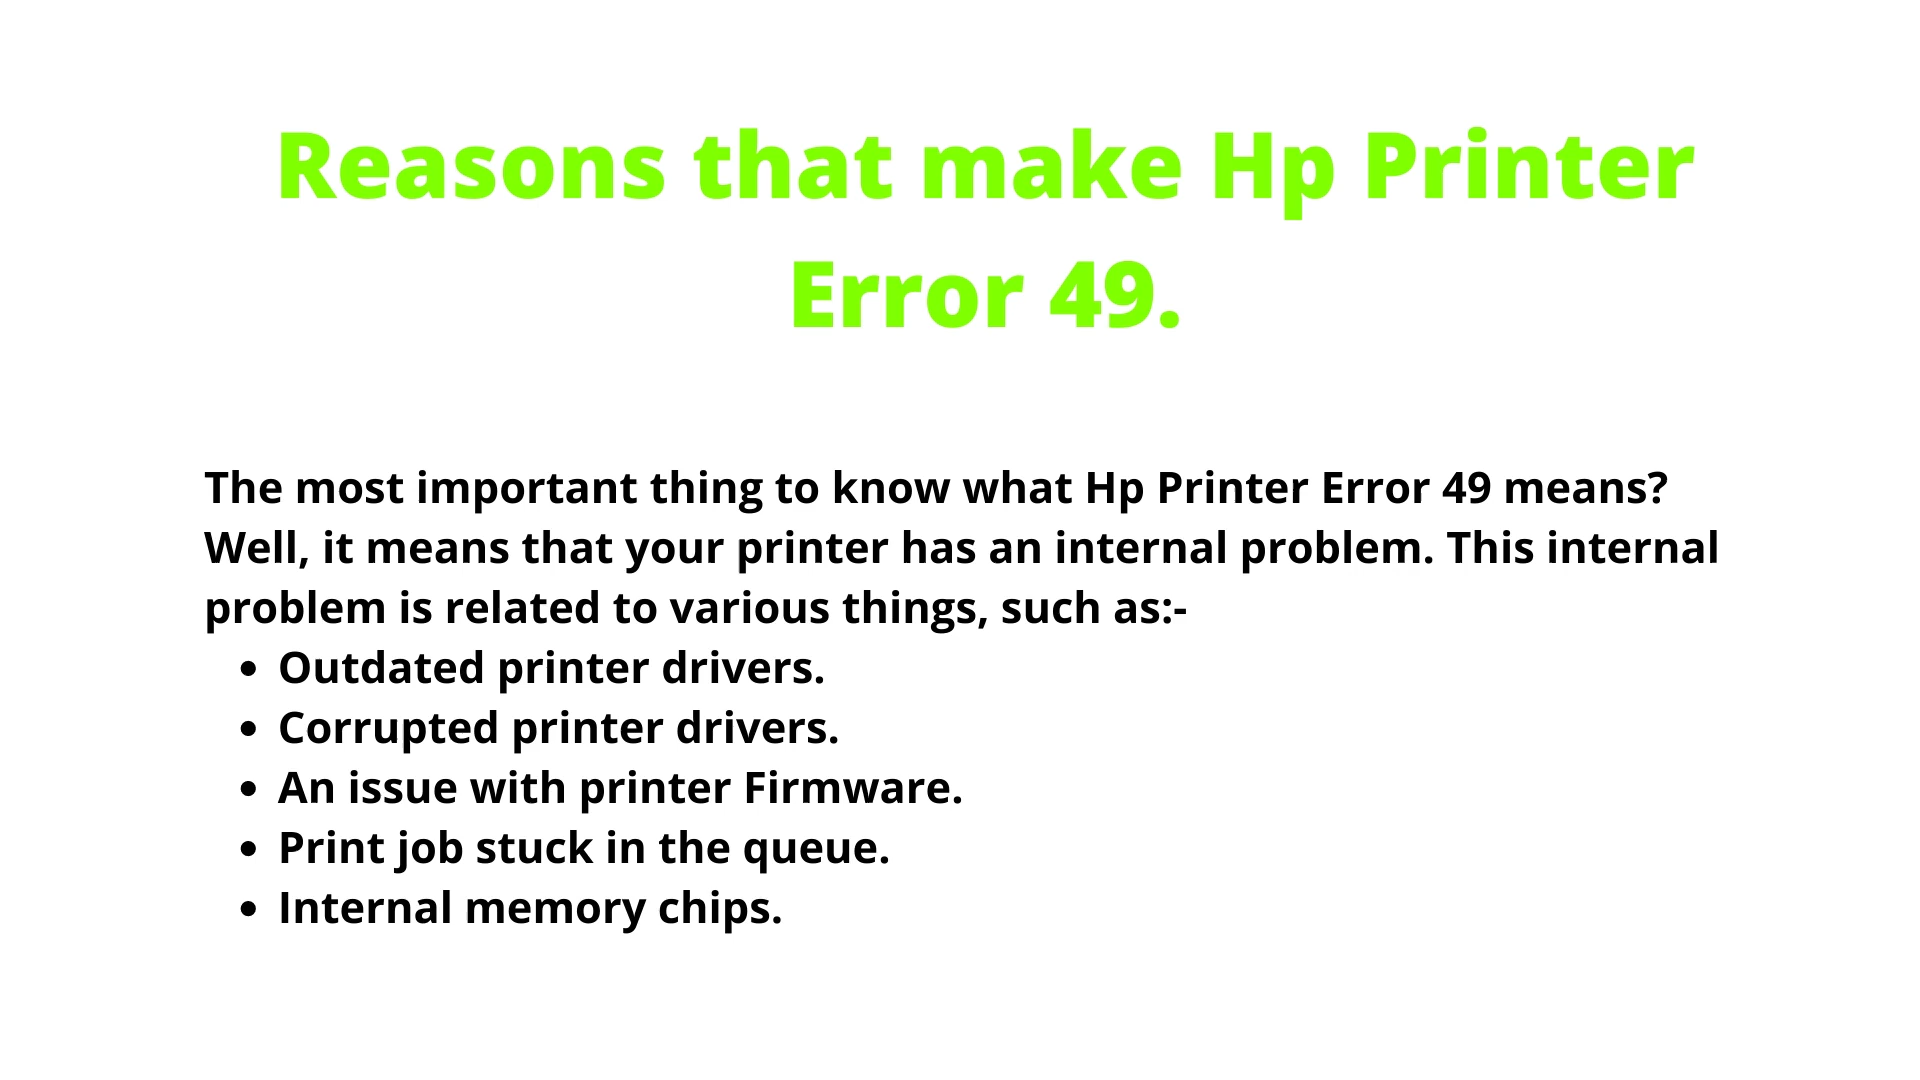 Reasons that make Hp Printer
Error 49.
The most important thing to know what Hp Printer Error 49 means?
Well, it means that your printer has an internal problem. This internal
problem is related to various things, such as:-
• Outdated printer drivers.
• Corrupted printer drivers.
• An issue with printer Firmware.
• Print job stuck in the queue.
• Internal memory chips.